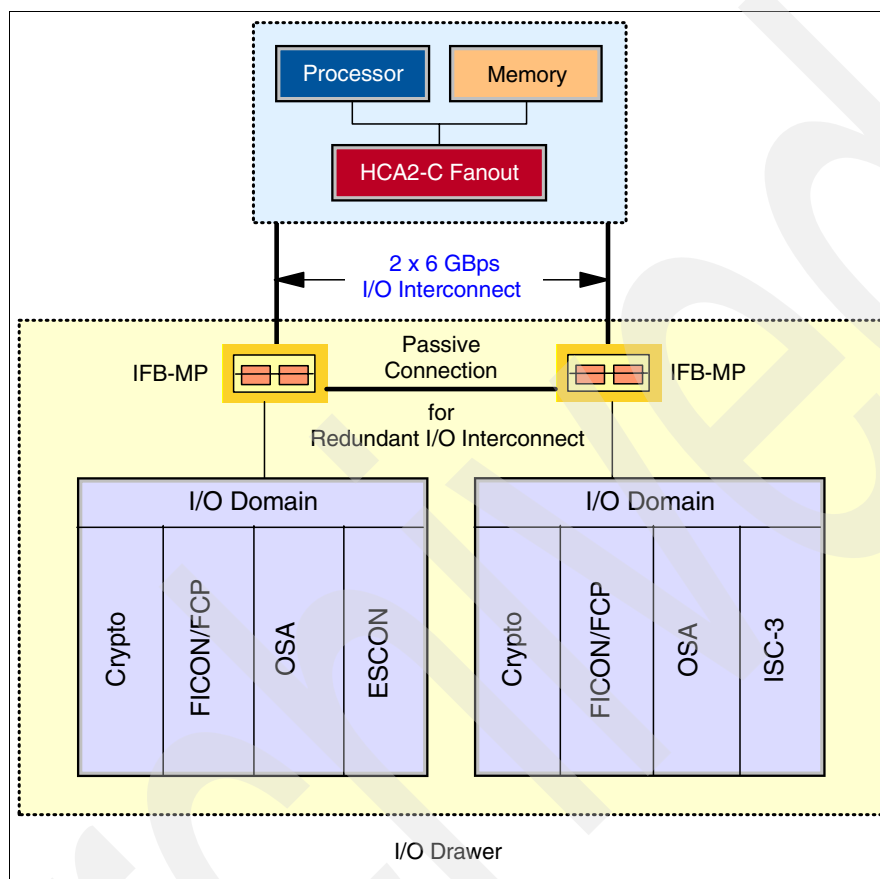 Processor
Memory
HCA2-C Fanout
2 x 6 GBps
I/O Interconnect
IFB-MP
Passive
Connection
IFB-MP
for
Redundant I/O Interconnect
I/O Domain
I/O Domain
Crypto
FICON/FCP
OSA
ESCON
Crypto
FICON/FCP
OSA
ISC-3
I/O Drawer